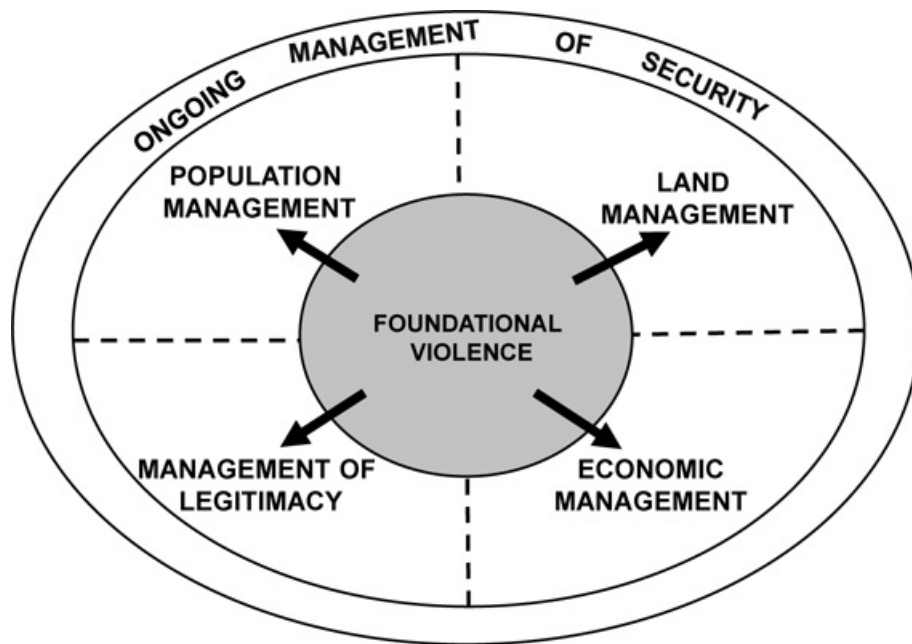 ONGOING MANAGEMENT OF SECURITY
POPULATION
MANAGEMENT
LAND
MANAGEMENT
FOUNDATIONAL
VIOLENCE
MANAGEMENT OF
LEGITIMACY
ECONOMIC
MANAGEMENT